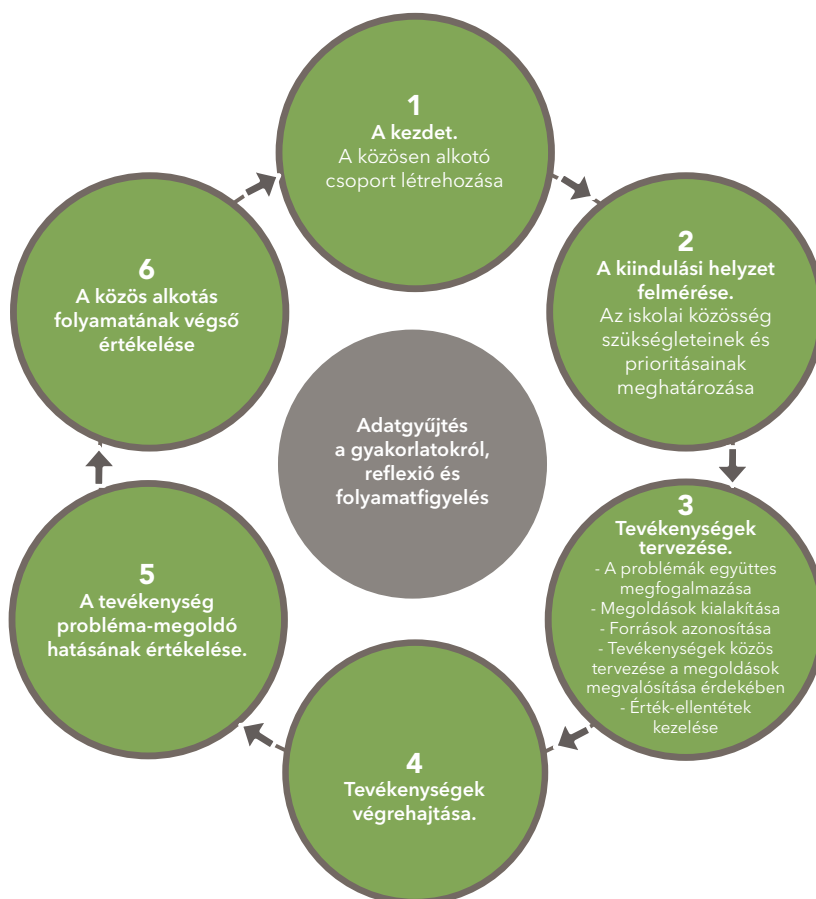 1
A kezdet.
A közösen alkotó
csoport létrehozása
2
A kiindulási helyzet
felmérése.
Az iskolai közösség
szükségleteinek és
prioritásainak
meghatározása
3
Tevékenységek
tervezése.
- A problémák együttes
megfogalmazása
- Megoldások kialakítása
- Források azonosítása
- Tevékenységek közös
tervezése a megoldások
megvalósítása érdekében
- Érték-ellentétek
kezelése
4
Tevékenységek
végrehajtása.
5
A tevékenység
probléma-megoldó
hatásának értékelése.
6
A közös alkotás
folyamatának végső
értékelése
Adatgyűjtés
a gyakorlatokról,
reflexió és
folyamatfigyelés